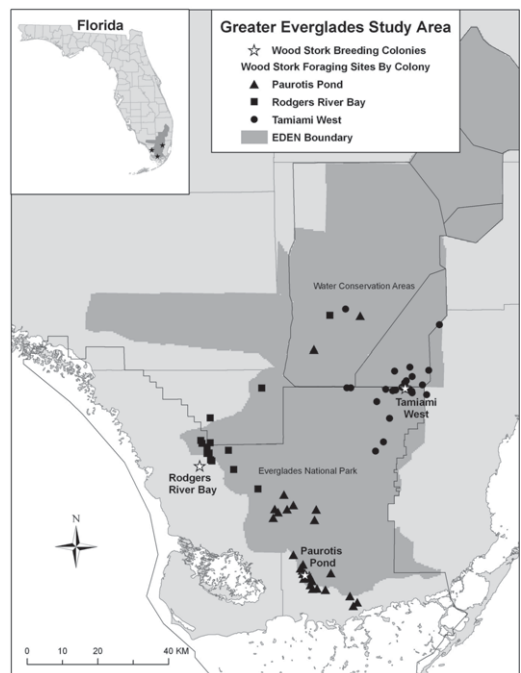 Florida
Greater Everglades Study Area
Wood Stork Breeding Colonies
Wood Stork Foraging Sites By Colony
Paurotis Pond
Rodgers River Bay
Tamiami West
EDEN Boundary
Water Conservation Areas
Tamiami
West
Rodgers
River Bay
Everglades National Park
Paurotis
Pond
N
0 10 20 40 KM